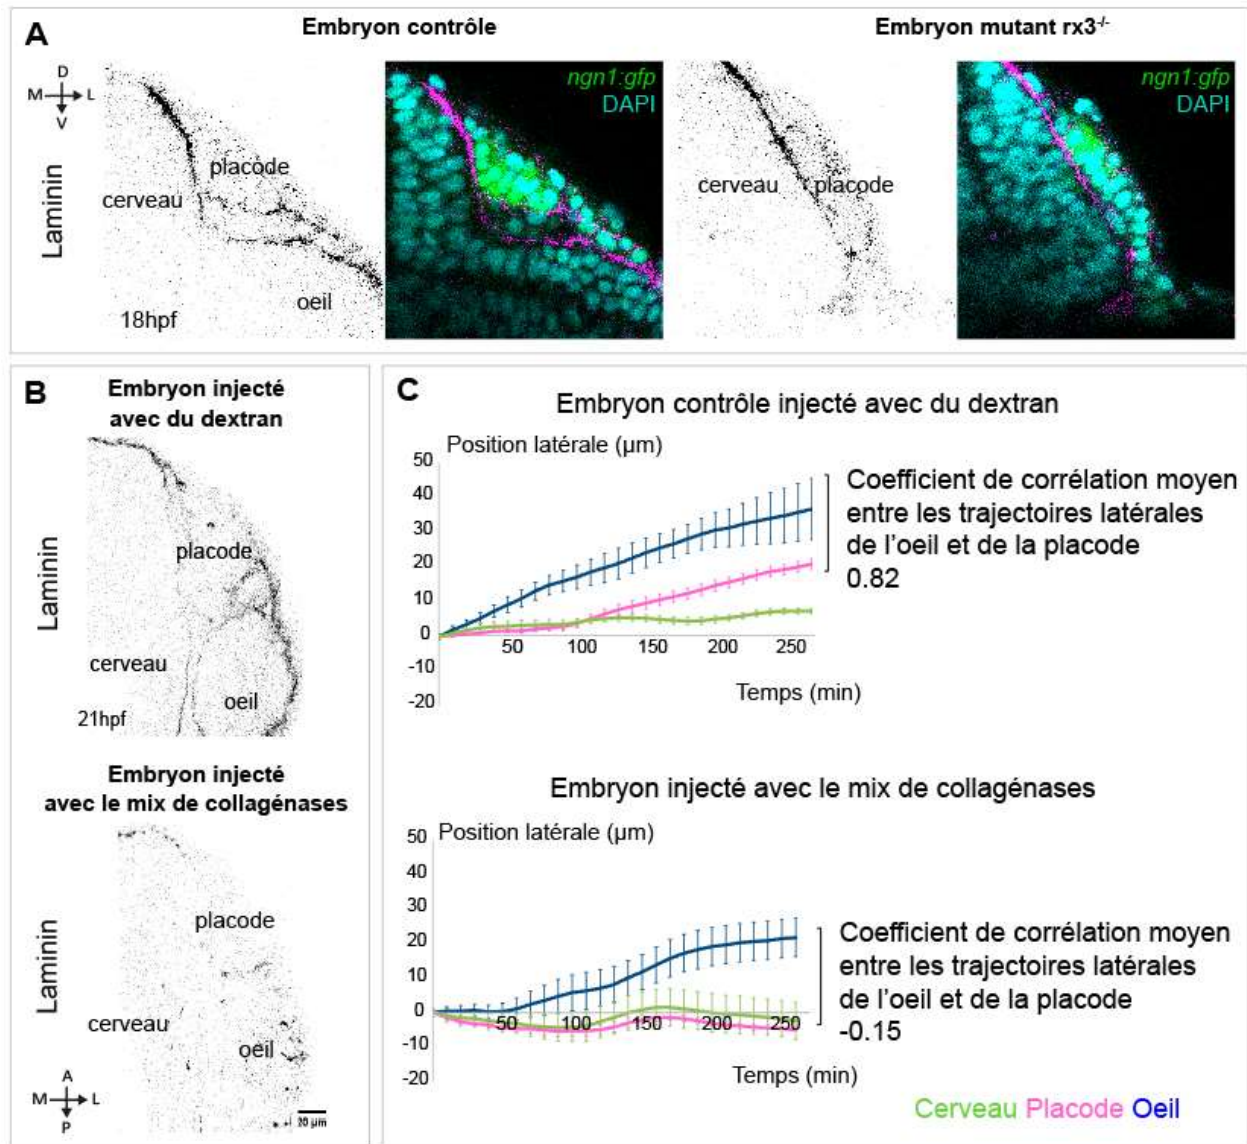 A
Embryon contrôle
Embryon mutant rx3-/-
D
M L
V
Laminin
cerveau
placode
oeil
18hpf
ngn1:gfp
DAPI
cerveau
placode
ngn1:gfp
DAPI
B
Embryon injecté
avec du dextran
Laminin
placode
cerveau
oeil
21hpf
Embryon injecté
avec le mix de collagénases
Laminin
placode
cerveau
oeil
A
M L
P
20 µm
C
Embryon contrôle injecté avec du dextran
Position latérale (µm)
50
40
30
20
10
0
-10
-20
50 100 150 200 250
Temps (min)
Coefficient de corrélation moyen
entre les trajectoires latérales
de l'oeil et de la placode
0.82
Embryon injecté avec le mix de collagénases
Position latérale (µm)
50
40
30
20
10
0
-10
-20
50 100 150 200 250
Temps (min)
Coefficient de corrélation moyen
entre les trajectoires latérales
de l'oeil et de la placode
-0.15
Cerveau Placode Oeil